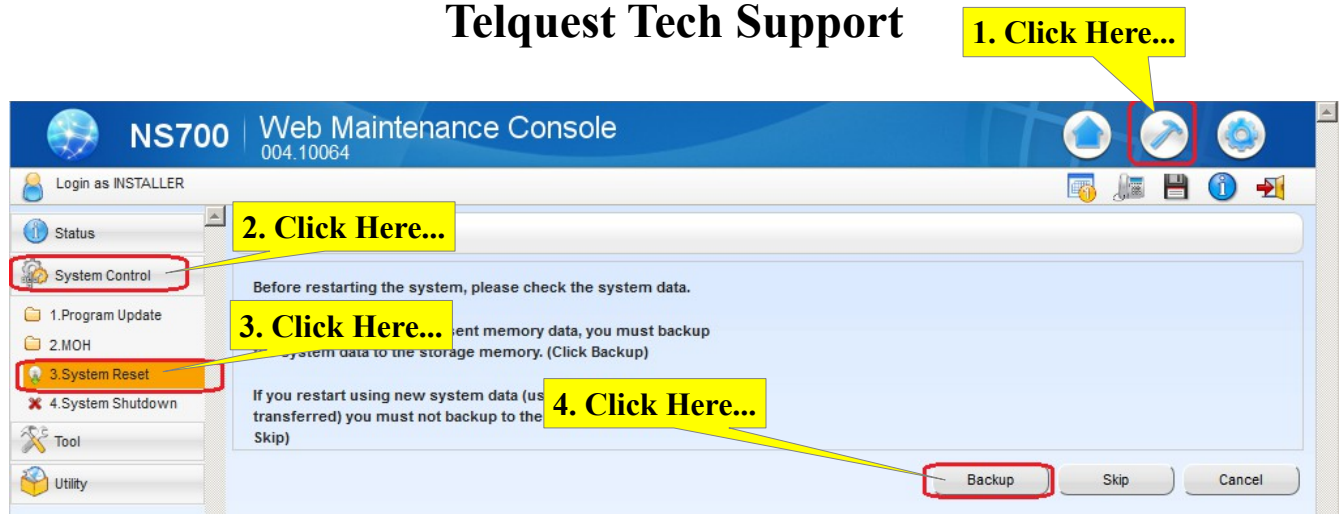 Telquest Tech Support
1. Click Here...
NS700
Web Maintenance Console
004.10064
Login as INSTALLER
Status
2. Click Here...
System Control
Before restarting the system, please check the system data.
1.Program Update
3. Click Here...
sent memory data, you must backup
2.MOH
system data to the storage memory. (Click Backup)
3.System Reset
If you restart using new system data (us
4. Click Here...
4.System Shutdown
transferred) you must not backup to the
Skip)
Tool
Utility
Backup
Skip
Cancel